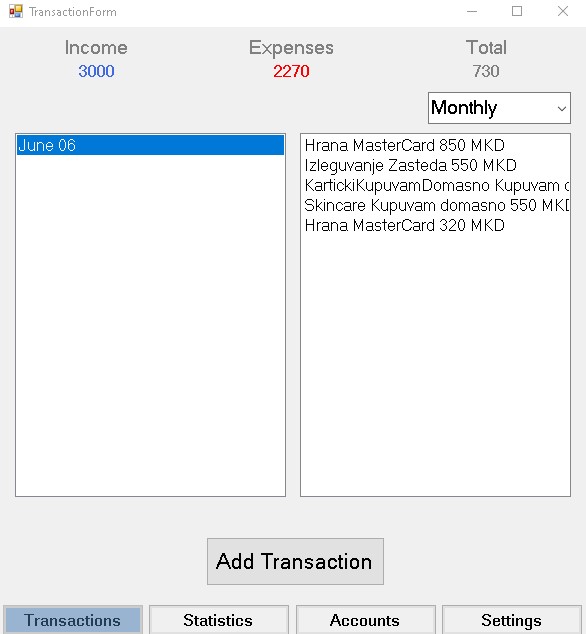 TransactionForm
Income Expenses Total
3000 2270 730
Monthly
June 06
Hrana MasterCard 850 MKD
Izleguvanje Zasteda 550 MKD
KartickiKupuvamDomasno Kupuvam
Skincare Kupuvam domasno 550 MKD
Hrana MasterCard 320 MKD
Add Transaction
Transactions Statistics Accounts Settings